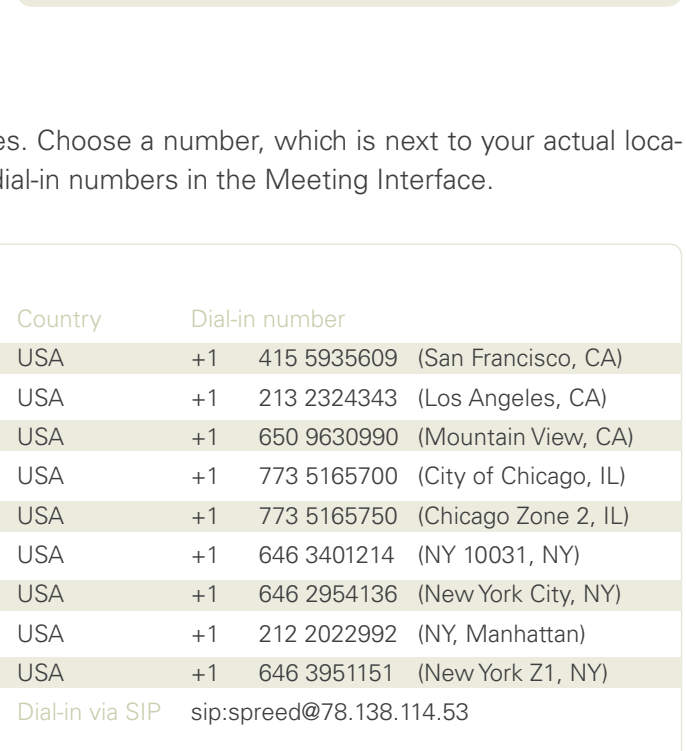 es. Choose a number, which is next to your actual loca-
dial-in numbers in the Meeting Interface.
Country Dial-in number
USA +1 415 5935609 (San Francisco, CA)
USA +1 213 2324343 (Los Angeles, CA)
USA +1 650 9630990 (Mountain View, CA)
USA +1 773 5165700 (City of Chicago, IL)
USA +1 773 5165750 (Chicago Zone 2, IL)
USA +1 646 3401214 (NY 10031, NY)
USA +1 646 2954136 (New York City, NY)
USA +1 212 2022992 (NY, Manhattan)
USA +1 646 3951151 (New York Z1, NY)
Dial-in via SIP sip:spreed@78.138.114.53